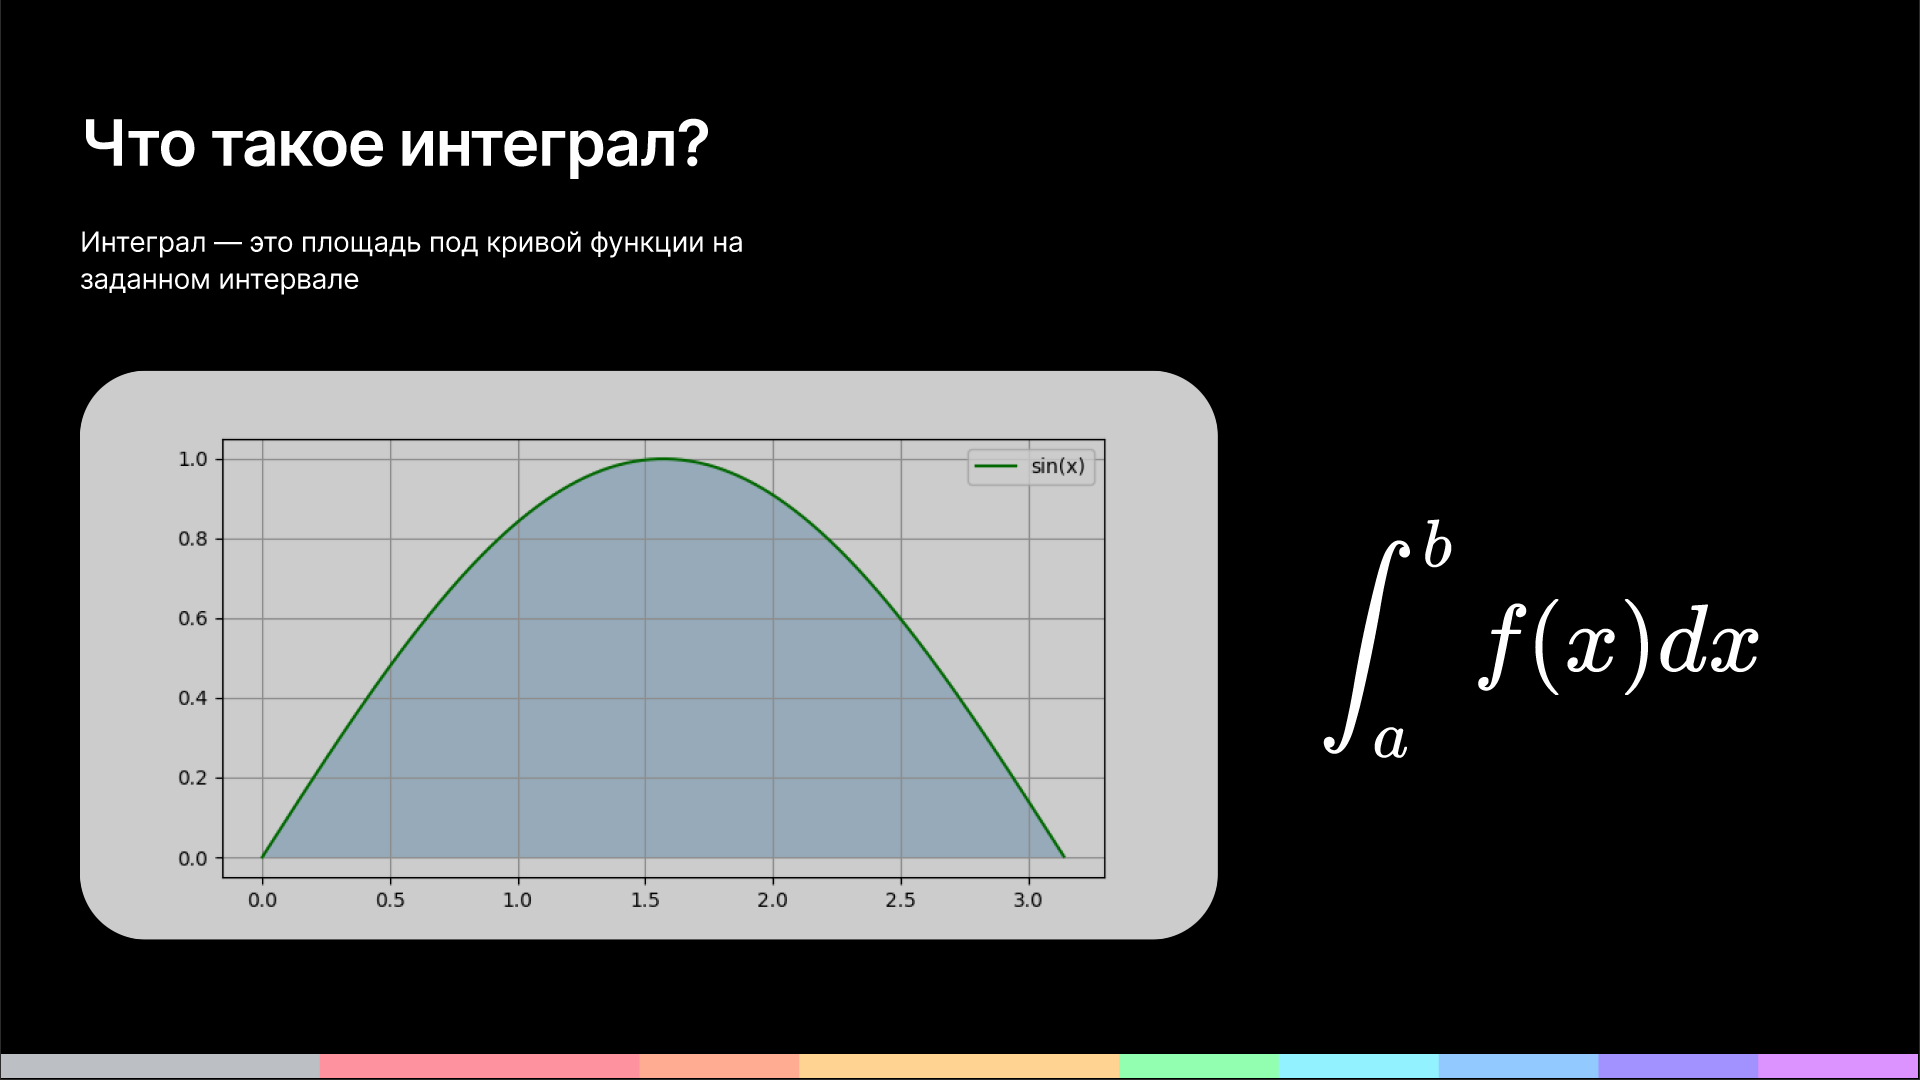 Что такое интеграл?
Интеграл — это площадь под кривой функции на
заданном интервале
1.0
0.8
0.6
0.4
0.2
0.0
0.0 0.5 1.0 1.5 2.0 2.5 3.0
sin(x)
∫_a^b f(x)dx